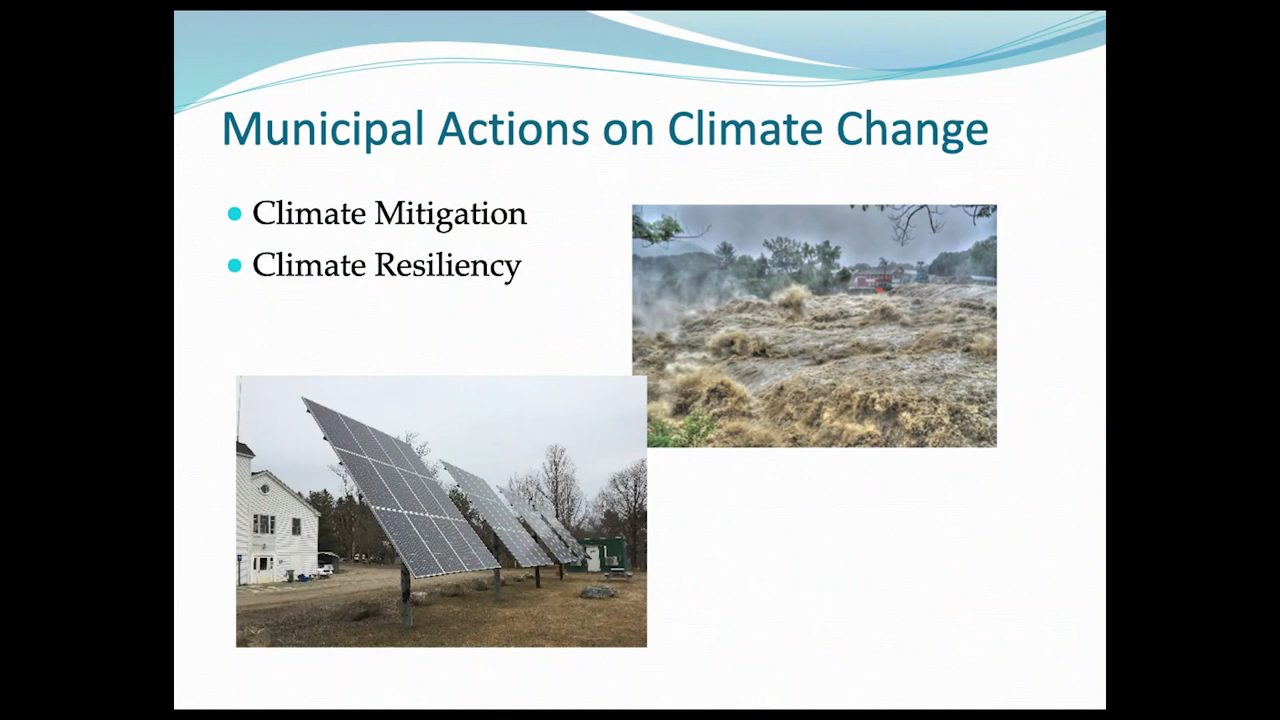 Municipal Actions on Climate Change
Climate Mitigation
Climate Resiliency